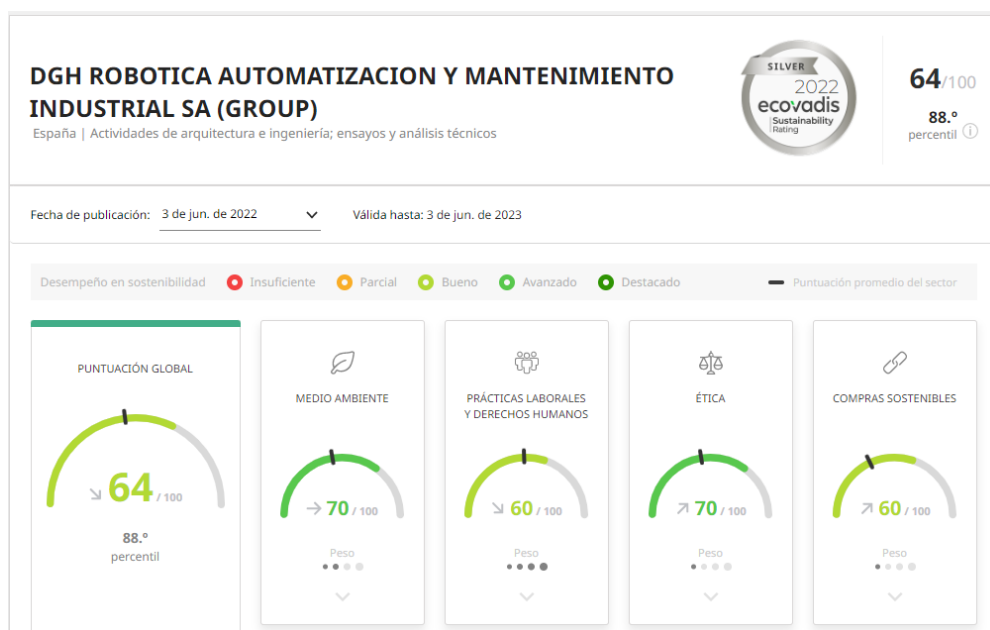 DGH ROBOTICA AUTOMATIZACION Y MANTENIMIENTO
INDUSTRIAL SA (GROUP)
España | Actividades de arquitectura e ingeniería; ensayos y análisis técnicos
SILVER
2022
ecovadis
Sustainability
Rating
64/100
88.º
percentil
Fecha de publicación: 3 de jun. de 2022
Válida hasta: 3 de jun. de 2023
Desempeño en sostenibilidad
Insuficiente
Parcial
Bueno
Avanzado
Destacado
Puntuación promedio del sector
PUNTUACIÓN GLOBAL
64 / 100
88.º
percentil
MEDIO AMBIENTE
70 / 100
Peso
PRÁCTICAS LABORALES
Y DERECHOS HUMANOS
60 / 100
Peso
ÉTICA
70 / 100
Peso
COMPRAS SOSTENIBLES
60 / 100
Peso